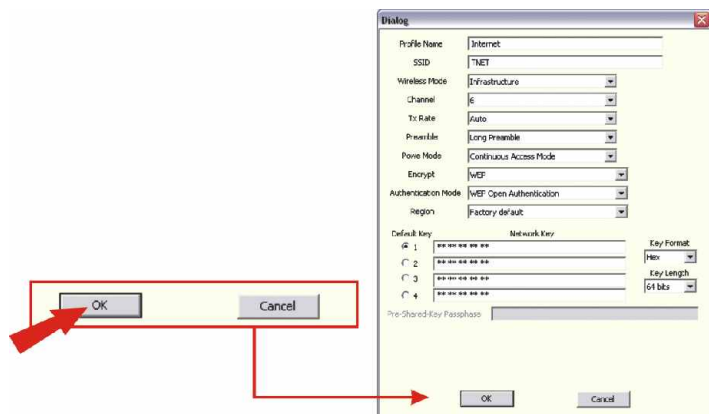 Dialog
Profile Name Internet
SSID TNET
Wireless Mode Infrastructure
Channel 6
Tx Rate Auto
Preamble Long Preamble
Powe Mode Continuous Access Mode
Encrypt WEP
Authentication Mode WEP Open Authentication
Region Factory default
Default Key Network Key Key Format
1 ** ** ** ** ** Hex
2 ** ** ** ** ** Key Length
3 ** ** ** ** ** 64 bits
4 ** ** ** ** **
Pre-Shared-Key Passphase
OK Cancel
OK Cancel